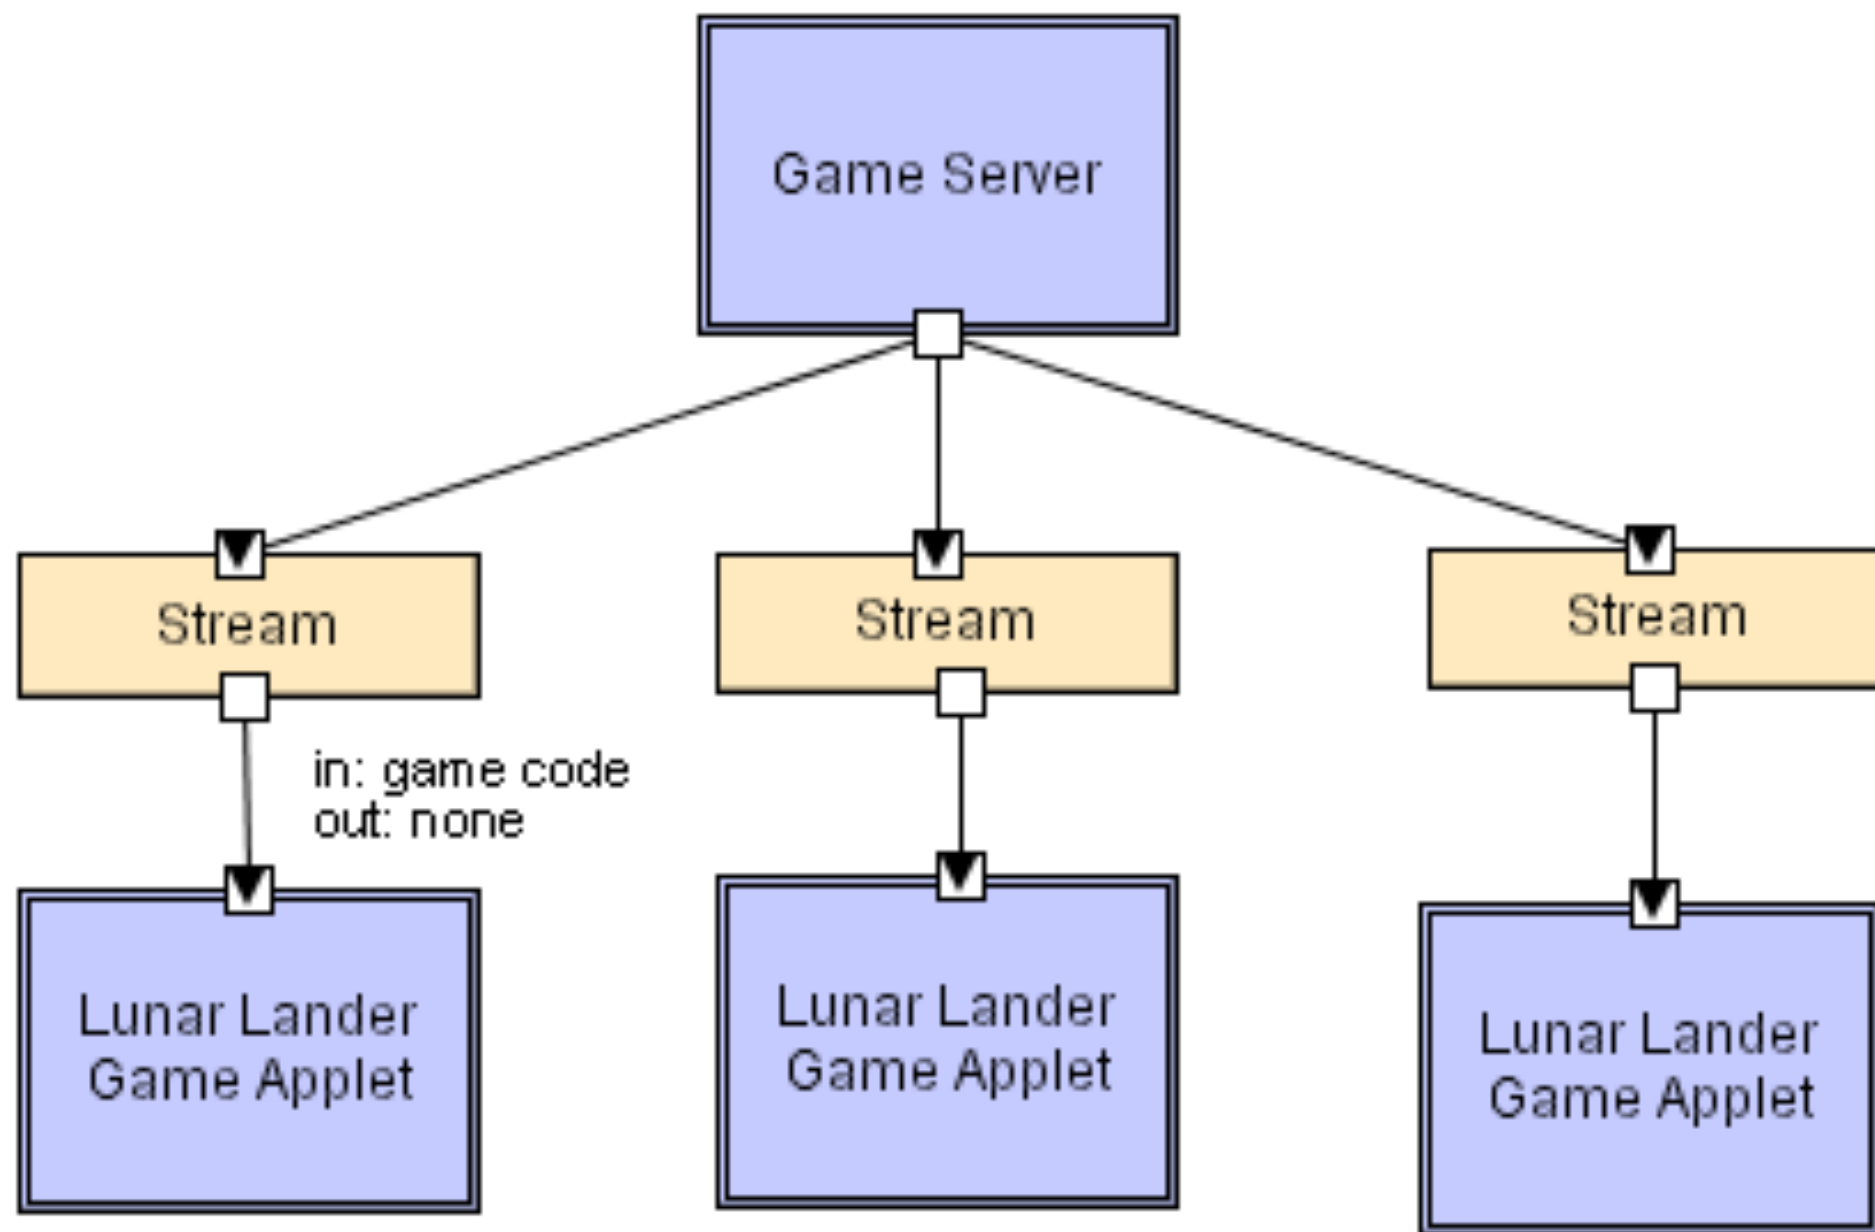 Game Server
Stream
Stream
Stream
in: game code
out: none
Lunar Lander
Game Applet
Lunar Lander
Game Applet
Lunar Lander
Game Applet